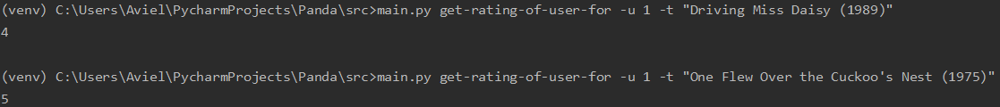 (venv) C:\Users\Aviel\PycharmProjects\Panda\src>main.py get-rating-of-user-for -u 1 -t "Driving Miss Daisy (1989)"
4
(venv) C:\Users\Aviel\PycharmProjects\Panda\src>main.py get-rating-of-user-for -u 1 -t "One Flew Over the Cuckoo's Nest (1975)"
5